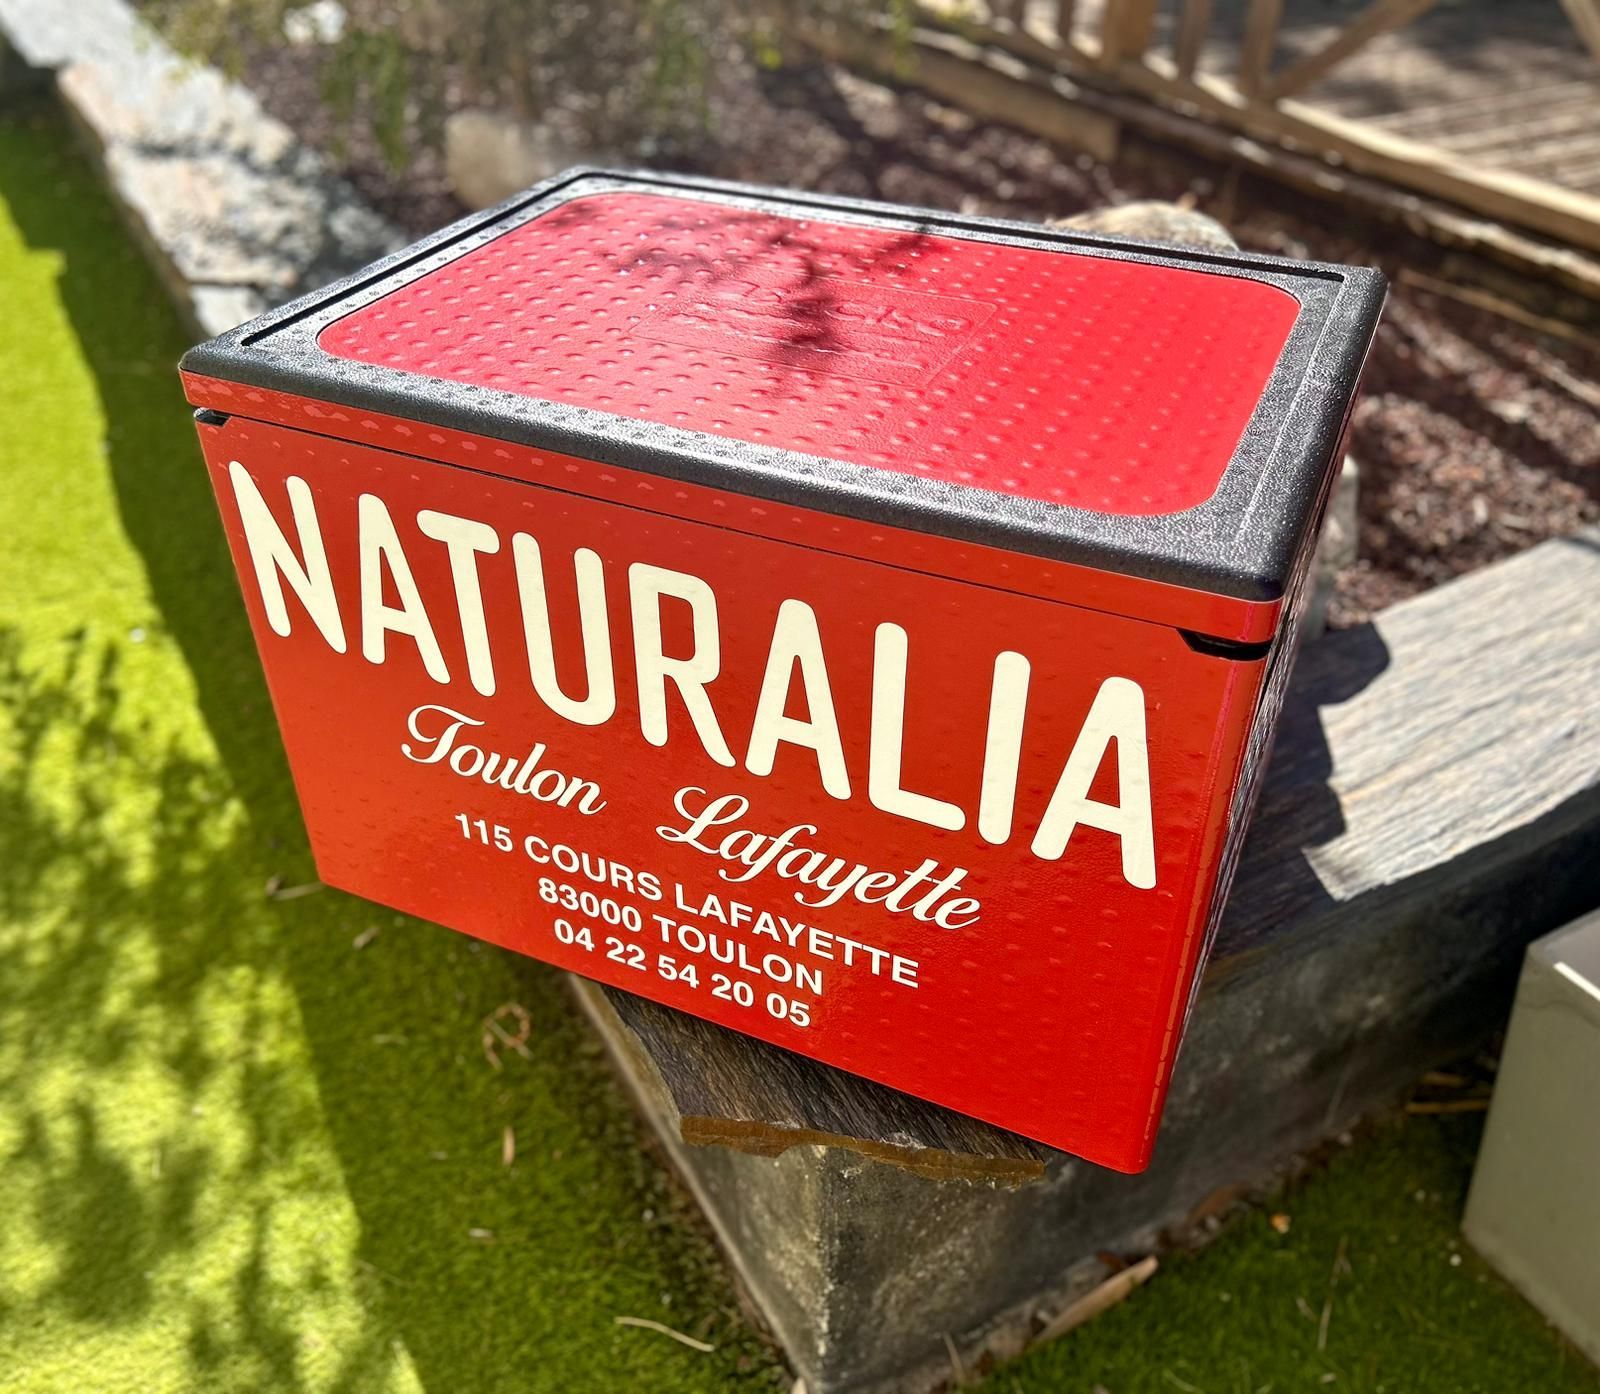 NATURALIA
Toulon Lafayette
115 COURS LAFAYETTE
83000 TOULON
04 22 54 20 05